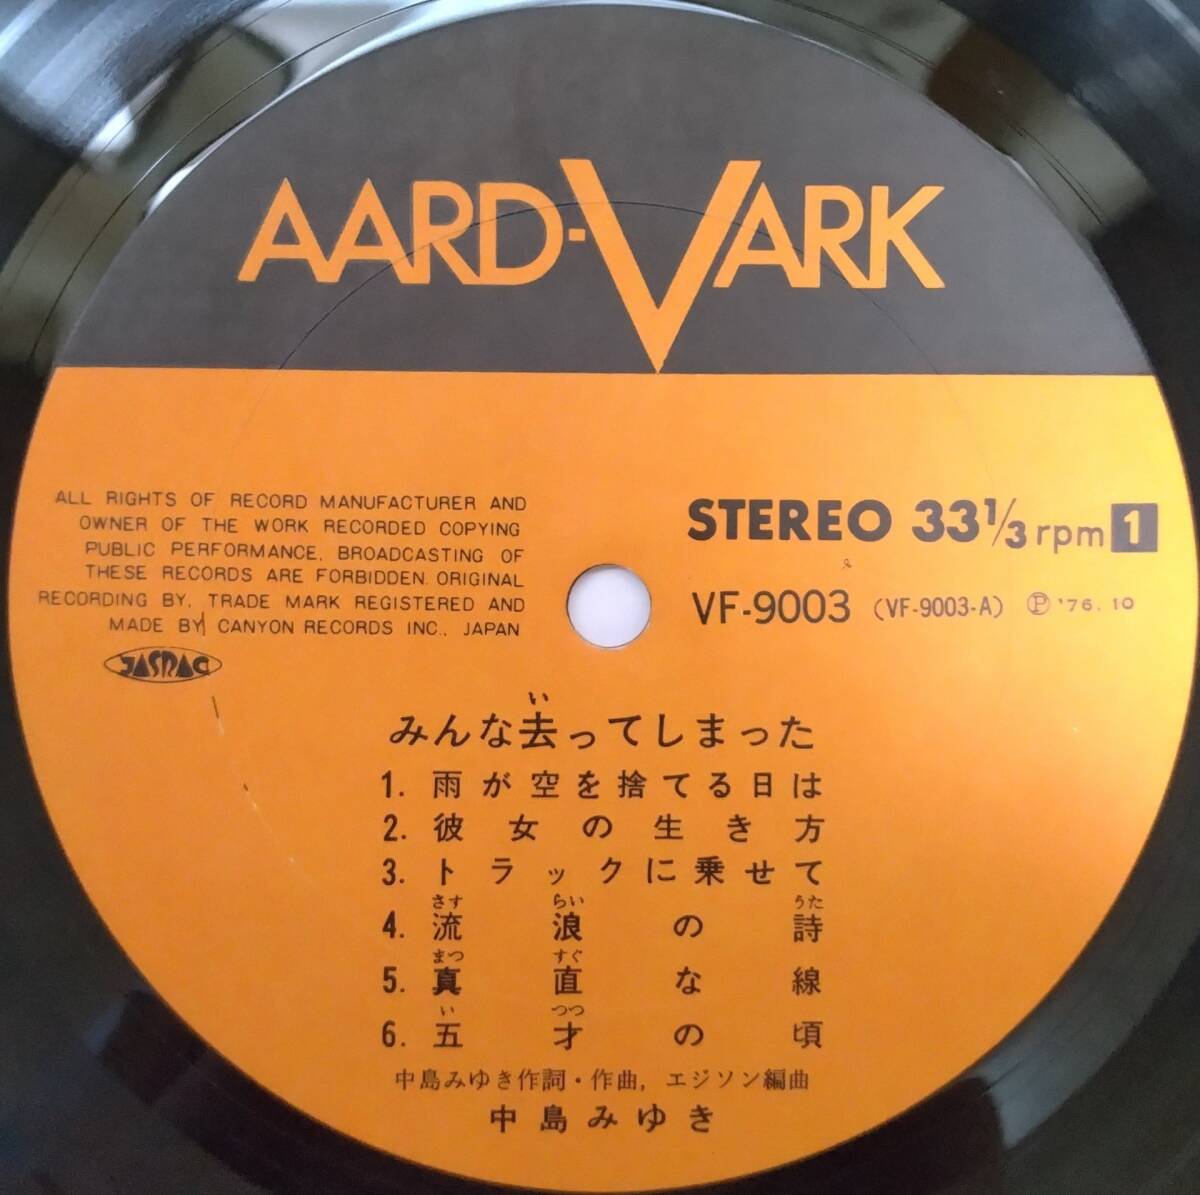 AARD-VARK
ALL RIGHTS OF RECORD MANUFACTURER AND
OWNER OF THE WORK RECORDED COPYING
PUBLIC PERFORMANCE. BROADCASTING OF
THESE RECORDS ARE FORBIDDEN. ORIGINAL
RECORDING BY, TRADE MARK REGISTERED AND
MADE BY CANYON RECORDS INC., JAPAN
JASRAC
STEREO 33 1/3 rpm 1
VF-9003 (VF-9003-A) Ⓟ '76. 10
い
みんな去ってしまった
1. 雨が空を捨てる日は
2. 彼女の生き方
3. トラックに乗せて
さす らい うた
4. 流浪の詩
まつ すぐ
5. 真直な線
い つつ
6. 五才の頃
中島みゆき作詞・作曲, エジソン編曲
中島みゆき